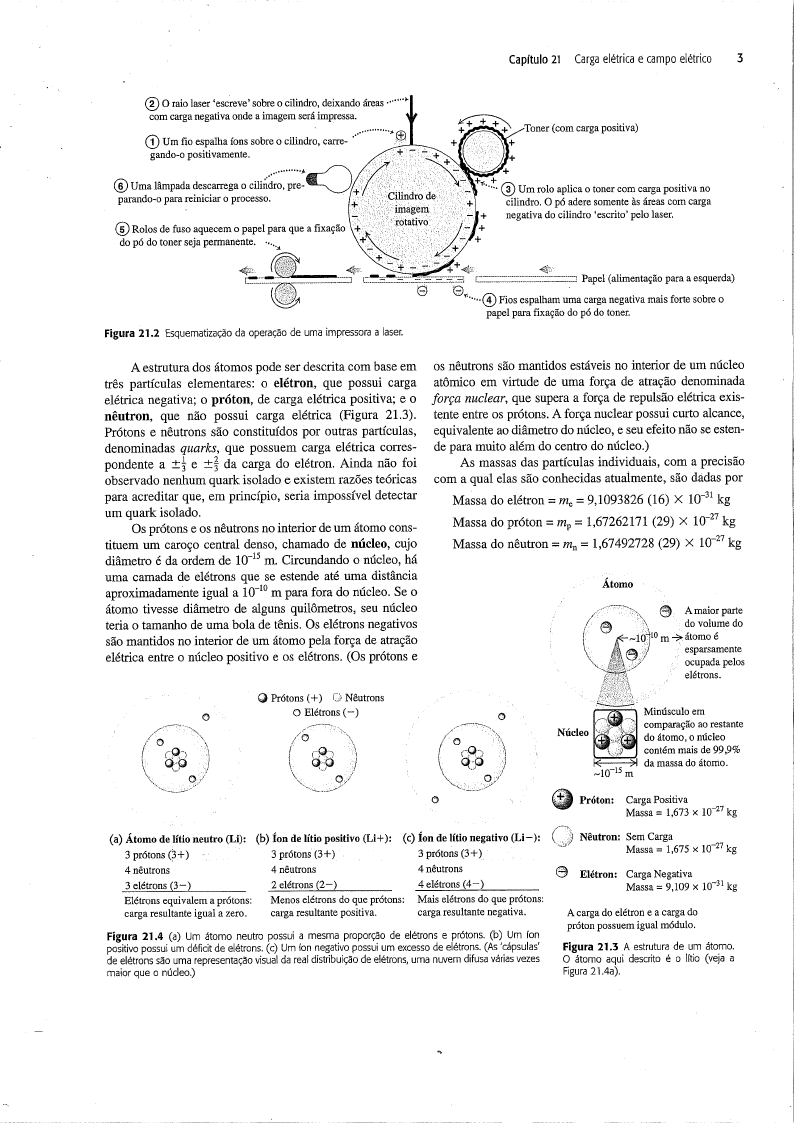 Capítulo 21 Carga elétrica e campo elétrico 3
② O raio laser ‘escreve’ sobre o cilindro, deixando áreas
com carga negativa onde a imagem será impressa.
① Um fio espalha íons sobre o cilindro, carre-
gando-o positivamente.
⑥ Uma lâmpada descarrega o cilindro, pre-
parando-o para reiniciar o processo.
⑤ Rolos de fuso aquecem o papel para que a fixação
do pó do toner seja permanente.
Cilindro de
imagem
rotativo
Toner (com carga positiva)
③ Um rolo aplica o toner com carga positiva no
cilindro. O pó adere somente às áreas com carga
negativa do cilindro ‘escrito’ pelo laser.
Papel (alimentação para a esquerda)
④ Fios espalham uma carga negativa mais forte sobre o
papel para fixação do pó do toner.
Figura 21.2 Esquematização da operação de uma impressora a laser.
A estrutura dos átomos pode ser descrita com base em
três partículas elementares: o elétron, que possui carga
elétrica negativa; o próton, de carga elétrica positiva; e o
nêutron, que não possui carga elétrica (Figura 21.3).
Prótons e nêutrons são constituídos por outras partículas,
denominadas quarks, que possuem carga elétrica corres-
pondente a ±1/3 e ±2/3 da carga do elétron. Ainda não foi
observado nenhum quark isolado e existem razões teóricas
para acreditar que, em princípio, seria impossível detectar
um quark isolado.
Os prótons e os nêutrons no interior de um átomo cons-
tituem um caroço central denso, chamado de núcleo, cujo
diâmetro é da ordem de 10⁻¹⁵ m. Circundando o núcleo, há
uma camada de elétrons que se estende até uma distância
aproximadamente igual a 10⁻¹⁰ m para fora do núcleo. Se o
átomo tivesse diâmetro de alguns quilômetros, seu núcleo
teria o tamanho de uma bola de tênis. Os elétrons negativos
são mantidos no interior de um átomo pela força de atração
elétrica entre o núcleo positivo e os elétrons. (Os prótons e
os nêutrons são mantidos estáveis no interior de um núcleo
atômico em virtude de uma força de atração denominada
força nuclear, que supera a força de repulsão elétrica exis-
tente entre os prótons. A força nuclear possui curto alcance,
equivalente ao diâmetro do núcleo, e seu efeito não se esten-
de para muito além do centro do núcleo.)
As massas das partículas individuais, com a precisão
com a qual elas são conhecidas atualmente, são dadas por
Massa do elétron = mₑ = 9,1093826 (16) × 10⁻³¹ kg
Massa do próton = mₚ = 1,67262171 (29) × 10⁻²⁷ kg
Massa do nêutron = mₙ = 1,67492728 (29) × 10⁻²⁷ kg
Prótons (+) Nêutrons
Elétrons (−)
(a) Átomo de lítio neutro (Li):
3 prótons (3+)
4 nêutrons
3 elétrons (3−)
Elétrons equivalem a prótons:
carga resultante igual a zero.
(b) Íon de lítio positivo (Li+):
3 prótons (3+)
4 nêutrons
2 elétrons (2−)
Menos elétrons do que prótons:
carga resultante positiva.
(c) Íon de lítio negativo (Li−):
3 prótons (3+)
4 nêutrons
4 elétrons (4−)
Mais elétrons do que prótons:
carga resultante negativa.
Figura 21.4 (a) Um átomo neutro possui a mesma proporção de elétrons e prótons. (b) Um íon
positivo possui um déficit de elétrons. (c) Um íon negativo possui um excesso de elétrons. (As ‘cápsulas’
de elétrons são uma representação visual da real distribuição de elétrons, uma nuvem difusa várias vezes
maior que o núcleo.)
Átomo
~10⁻¹⁰ m
A maior parte
do volume do
átomo é
esparsamente
ocupada pelos
elétrons.
Núcleo
~10⁻¹⁵ m
Minúsculo em
comparação ao restante
do átomo, o núcleo
contém mais de 99,9%
da massa do átomo.
Próton: Carga Positiva
Massa = 1,673 × 10⁻²⁷ kg
Nêutron: Sem Carga
Massa = 1,675 × 10⁻²⁷ kg
Elétron: Carga Negativa
Massa = 9,109 × 10⁻³¹ kg
A carga do elétron e a carga do
próton possuem igual módulo.
Figura 21.3 A estrutura de um átomo.
O átomo aqui descrito é o lítio (veja a
Figura 21.4a).